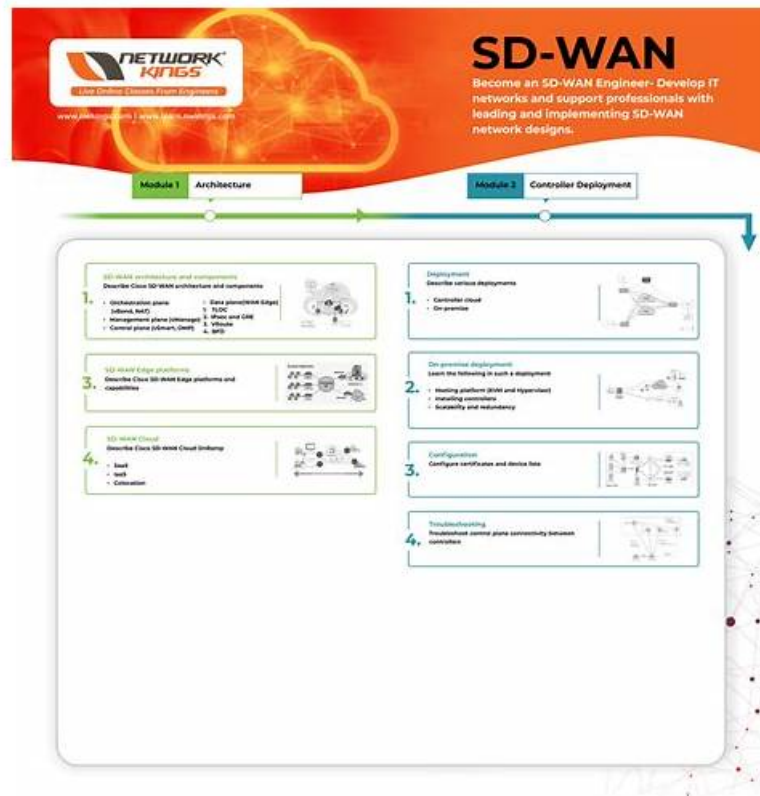 NETWORK
KINGS
Live Online Classes From Engineers
SD-WAN
Become an SD-WAN Engineer- Develop IT
networks and support professionals with
leading and implementing SD-WAN
network designs.
Module 1 Architecture
Module 2 Controller Deployment
1.
SD-WAN architecture and components
Describe Cisco SD-WAN architecture and components
• Orchestration plane
(vBond, NAT)
• Management plane (vManage)
• Control plane (vSmart, OMP)
Data plane(WAN Edge)
1. TLOC
2. IPsec and GRE
3. VRoute
4. BFD
3.
SD-WAN Edge platforms
Describe Cisco SD-WAN Edge platforms and
capabilities
4.
SD-WAN Cloud
Describe Cisco SD-WAN Cloud OnRamp
• SaaS
• IaaS
• Colocation
1.
Deployment
Describe various deployments
• Controller cloud
• On-premise
2.
On-premise deployment
Learn the following in such a deployment
• Hosting platform (KVM and Hypervisor)
• Installing controllers
• Scalability and redundancy
3.
Configuration
Configure certificates and device lists
4.
Troubleshooting
Troubleshoot control plane connectivity between
controllers